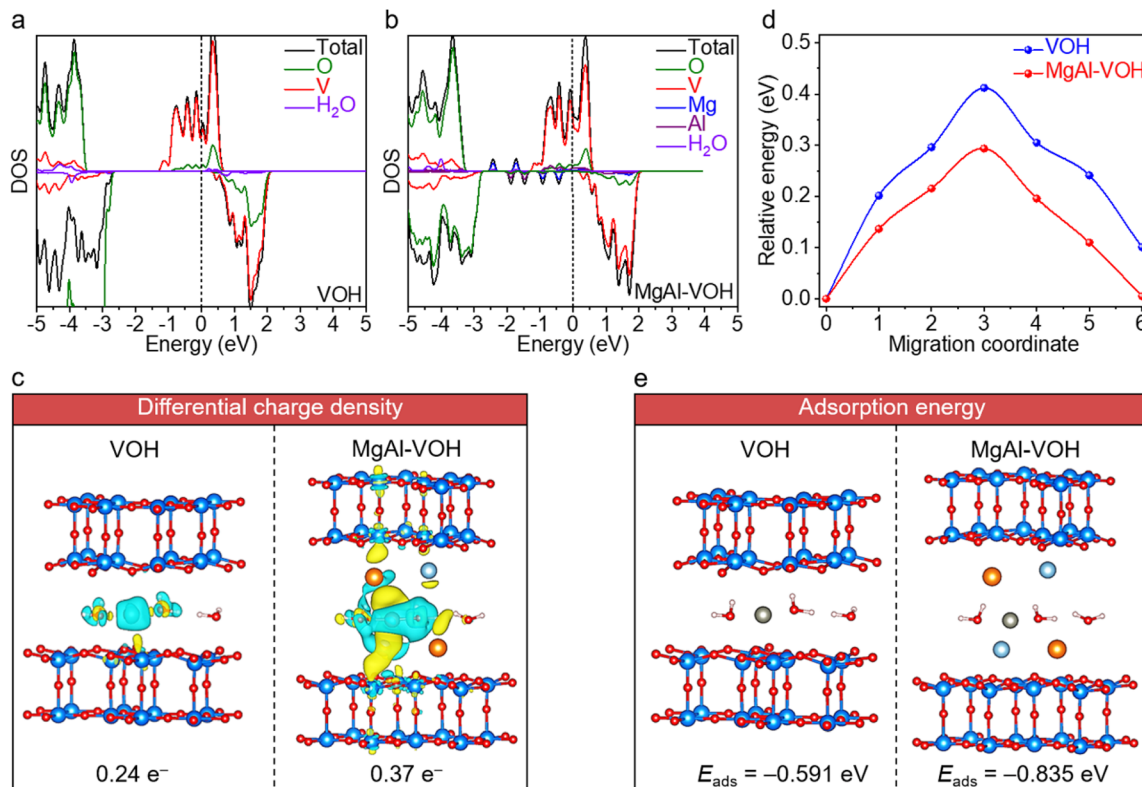 a
Total
O
V
H₂O
DOS
VOH
-5 -4 -3 -2 -1 0 1 2 3 4 5
Energy (eV)
b
Total
O
V
Mg
Al
H₂O
DOS
MgAl-VOH
-5 -4 -3 -2 -1 0 1 2 3 4 5
Energy (eV)
d
VOH
MgAl-VOH
Relative energy (eV)
0.5
0.4
0.3
0.2
0.1
0.0
0 1 2 3 4 5 6
Migration coordinate
c
Differential charge density
VOH
MgAl-VOH
0.24 e⁻
0.37 e⁻
e
Adsorption energy
VOH
MgAl-VOH
E_ads = –0.591 eV
E_ads = –0.835 eV